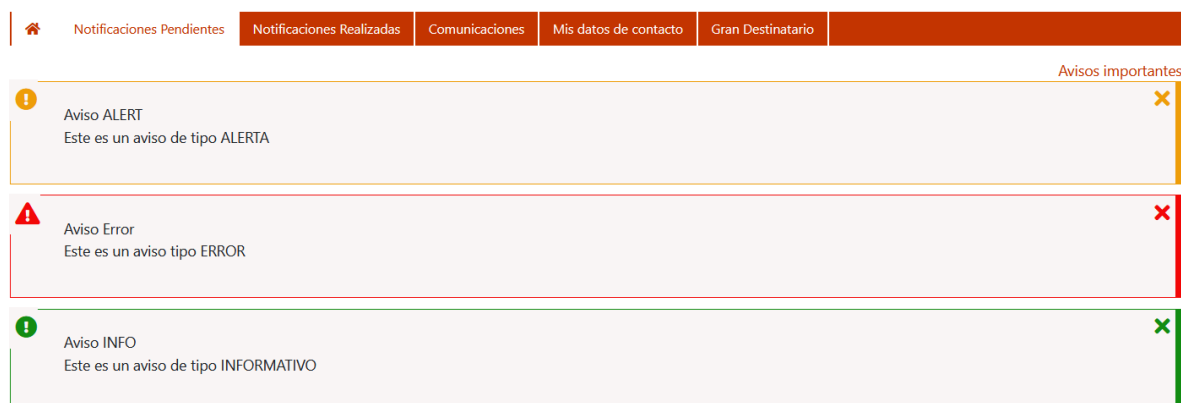 Notificaciones Pendientes Notificaciones Realizadas Comunicaciones Mis datos de contacto Gran Destinatario
Avisos importantes
Aviso ALERT
Este es un aviso de tipo ALERTA
Aviso Error
Este es un aviso tipo ERROR
Aviso INFO
Este es un aviso de tipo INFORMATIVO